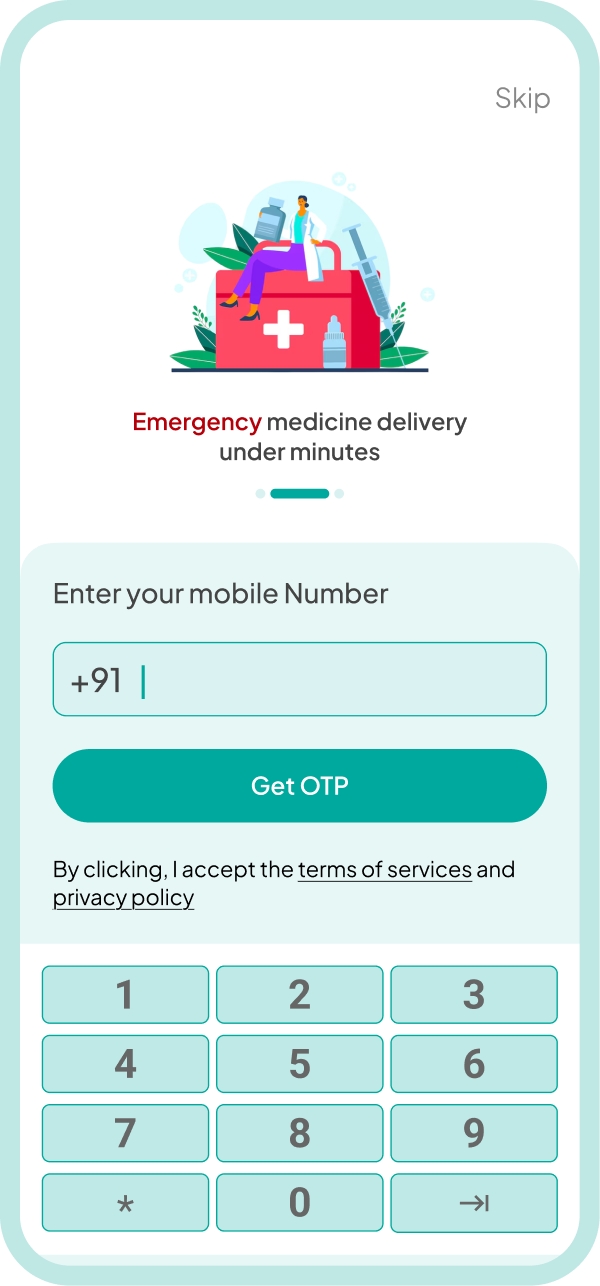 Skip
Emergency medicine delivery
under minutes
Enter your mobile Number
+91
Get OTP
By clicking, I accept the terms of services and
privacy policy
1 2 3
4 5 6
7 8 9
* 0 →|